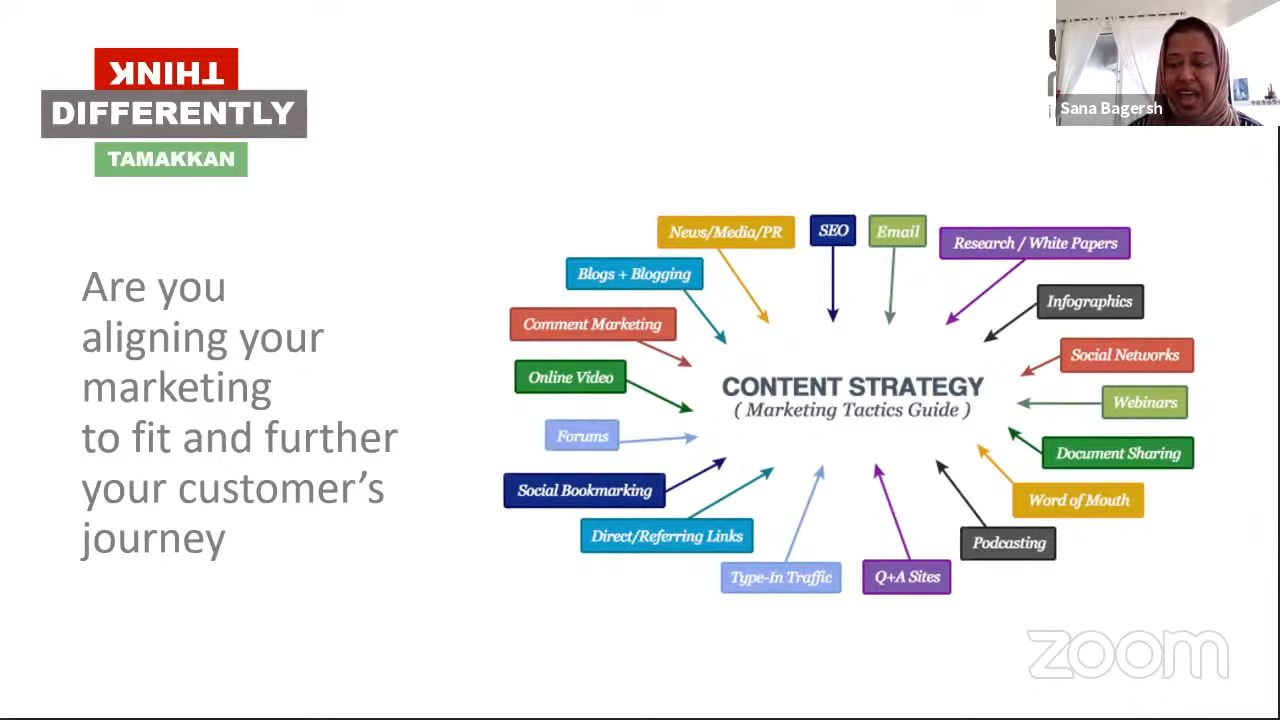 THINK
DIFFERENTLY
TAMAKKAN
Sana Bagersh
Are you
aligning your
marketing
to fit and further
your customer's
journey
News/Media/PR
SEO
Email
Research / White Papers
Blogs + Blogging
Infographics
Comment Marketing
Social Networks
Online Video
CONTENT STRATEGY
( Marketing Tactics Guide )
Webinars
Forums
Document Sharing
Social Bookmarking
Word of Mouth
Direct/Referring Links
Podcasting
Type-In Traffic
Q+A Sites
zoom